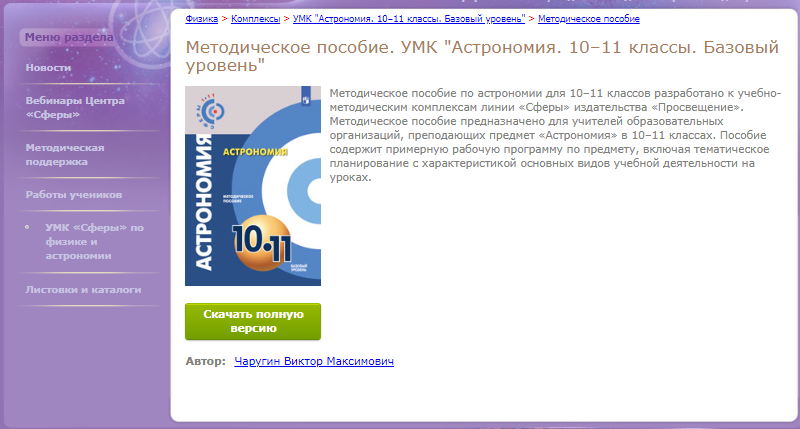 Меню раздела
Новости
Вебинары Центра
«Сферы»
Методическая
поддержка
Работы учеников
УМК «Сферы» по
физике и
астрономии
Листовки и каталоги
Физика > Комплексы > УМК "Астрономия. 10–11 классы. Базовый уровень" > Методическое пособие
Методическое пособие. УМК "Астрономия. 10–11 классы. Базовый
уровень"
АСТРОНОМИЯ
АСТРОНОМИЯ
МЕТОДИЧЕСКОЕ
ПОСОБИЕ
10•11
БАЗОВЫЙ
УРОВЕНЬ
Методическое пособие по астрономии для 10–11 классов разработано к учебно-
методическим комплексам линии «Сферы» издательства «Просвещение».
Методическое пособие предназначено для учителей образовательных
организаций, преподающих предмет «Астрономия» в 10–11 классах. Пособие
содержит примерную рабочую программу по предмету, включая тематическое
планирование с характеристикой основных видов учебной деятельности на
уроках.
Скачать полную
версию
Автор: Чаругин Виктор Максимович